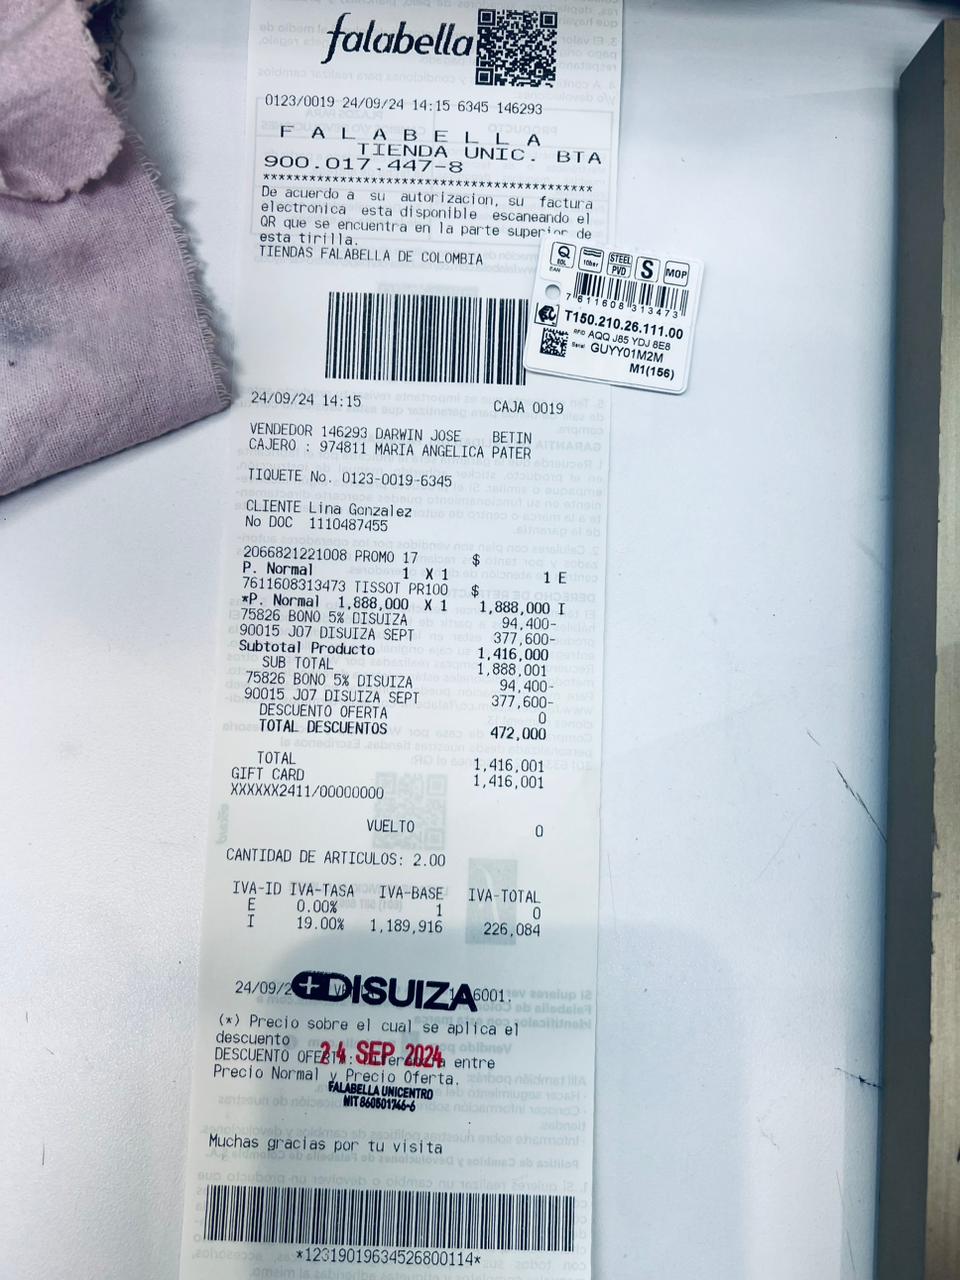 falabella
0123/0019 24/09/24 14:15 6345 146293
F A L A B E L L A
TIENDA UNIC. BTA
900.017.447-8
******************************************
De acuerdo a su autorizacion, su factura
electronica esta disponible escaneando el
QR que se encuentra en la parte superior de
esta tirilla.
TIENDAS FALABELLA DE COLOMBIA
Q EOL
10bar
STEEL PVD
S
MOP
EAN
7 611608 313473
T150.210.26.111.00
RFID AQQ J85 YDJ 8E8
Serial GUYY01M2M
M1(156)
24/09/24 14:15 CAJA 0019
VENDEDOR 146293 DARWIN JOSE BETIN
CAJERO : 974811 MARIA ANGELICA PATER
TIQUETE No. 0123-0019-6345
CLIENTE Lina Gonzalez
No DOC 1110487455
2066821221008 PROMO 17 $
P. Normal 1 X 1 1 E
7611608313473 TISSOT PR100 $
*P. Normal 1,888,000 X 1 1,888,000 I
75826 BONO 5% DISUIZA 94,400-
90015 J07 DISUIZA SEPT 377,600-
Subtotal Producto 1,416,000
SUB TOTAL 1,888,001
75826 BONO 5% DISUIZA 94,400-
90015 J07 DISUIZA SEPT 377,600-
DESCUENTO OFERTA 0
TOTAL DESCUENTOS 472,000
TOTAL 1,416,001
GIFT CARD 1,416,001
XXXXXX2411/00000000
VUELTO 0
CANTIDAD DE ARTICULOS: 2.00
IVA-ID IVA-TASA IVA-BASE IVA-TOTAL
E 0.00% 1 0
I 19.00% 1,189,916 226,084
24/09/2 6001.
DISUIZA
(*) Precio sobre el cual se aplica el
descuento
24 SEP 2024
DESCUENTO entre
Precio Normal y Precio Oferta.
FALABELLA UNICENTRO
NIT 860501746-6
Muchas gracias por tu visita
*12319019634526800114*